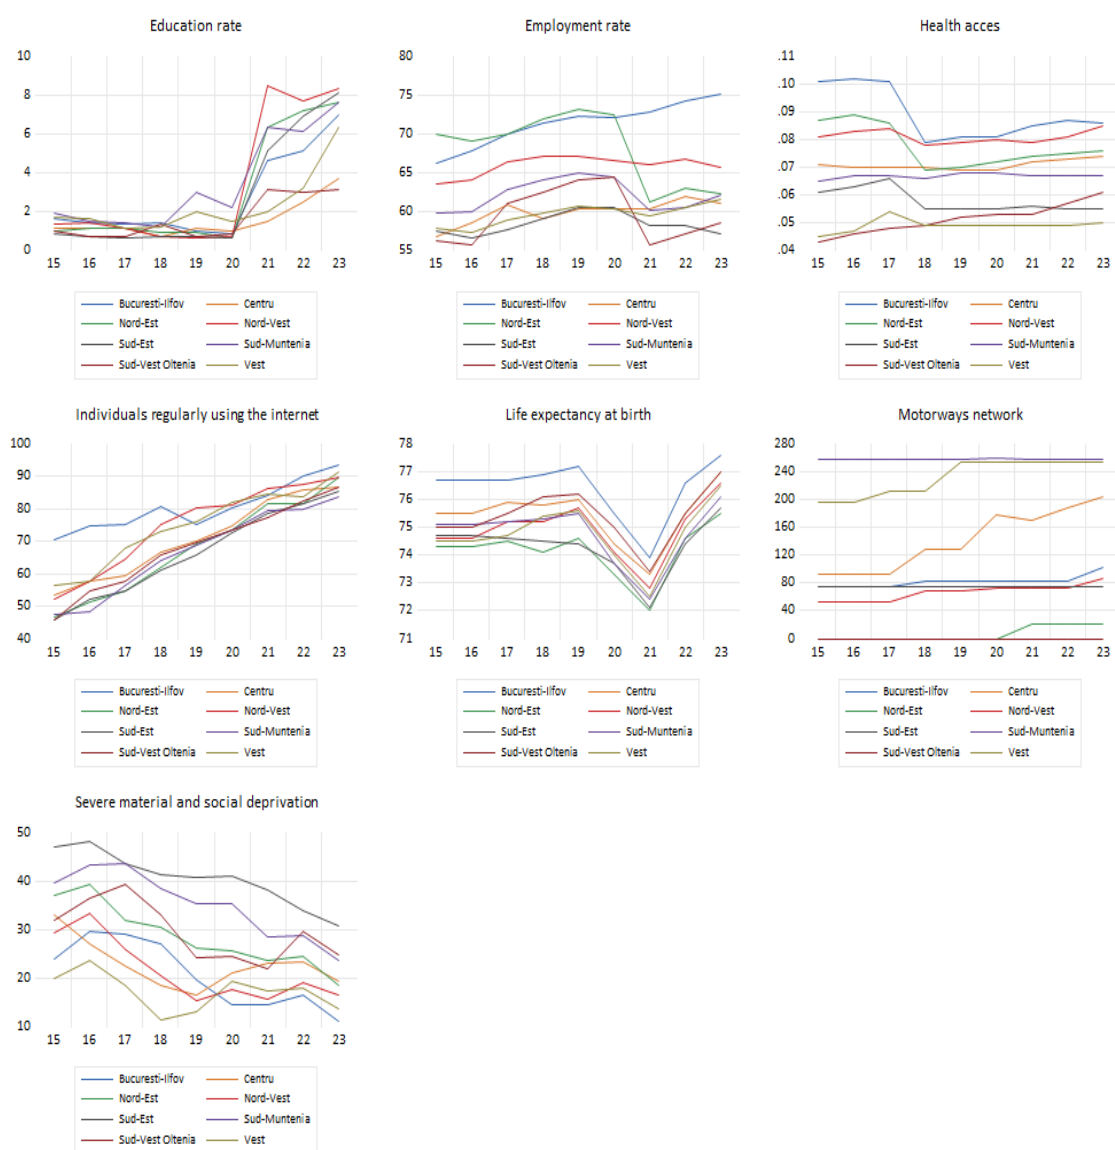 Education rate
10
8
6
4
2
0
15 16 17 18 19 20 21 22 23
Bucuresti-Ilfov Centru
Nord-Est Nord-Vest
Sud-Est Sud-Muntenia
Sud-Vest Oltenia Vest
Employment rate
80
75
70
65
60
55
15 16 17 18 19 20 21 22 23
Bucuresti-Ilfov Centru
Nord-Est Nord-Vest
Sud-Est Sud-Muntenia
Sud-Vest Oltenia Vest
Health acces
.11
.10
.09
.08
.07
.06
.05
.04
15 16 17 18 19 20 21 22 23
Bucuresti-Ilfov Centru
Nord-Est Nord-Vest
Sud-Est Sud-Muntenia
Sud-Vest Oltenia Vest
Individuals regularly using the internet
100
90
80
70
60
50
40
15 16 17 18 19 20 21 22 23
Bucuresti-Ilfov Centru
Nord-Est Nord-Vest
Sud-Est Sud-Muntenia
Sud-Vest Oltenia Vest
Life expectancy at birth
78
77
76
75
74
73
72
71
15 16 17 18 19 20 21 22 23
Bucuresti-Ilfov Centru
Nord-Est Nord-Vest
Sud-Est Sud-Muntenia
Sud-Vest Oltenia Vest
Motorways network
280
240
200
160
120
80
40
0
15 16 17 18 19 20 21 22 23
Bucuresti-Ilfov Centru
Nord-Est Nord-Vest
Sud-Est Sud-Muntenia
Sud-Vest Oltenia Vest
Severe material and social deprivation
50
40
30
20
10
15 16 17 18 19 20 21 22 23
Bucuresti-Ilfov Centru
Nord-Est Nord-Vest
Sud-Est Sud-Muntenia
Sud-Vest Oltenia Vest